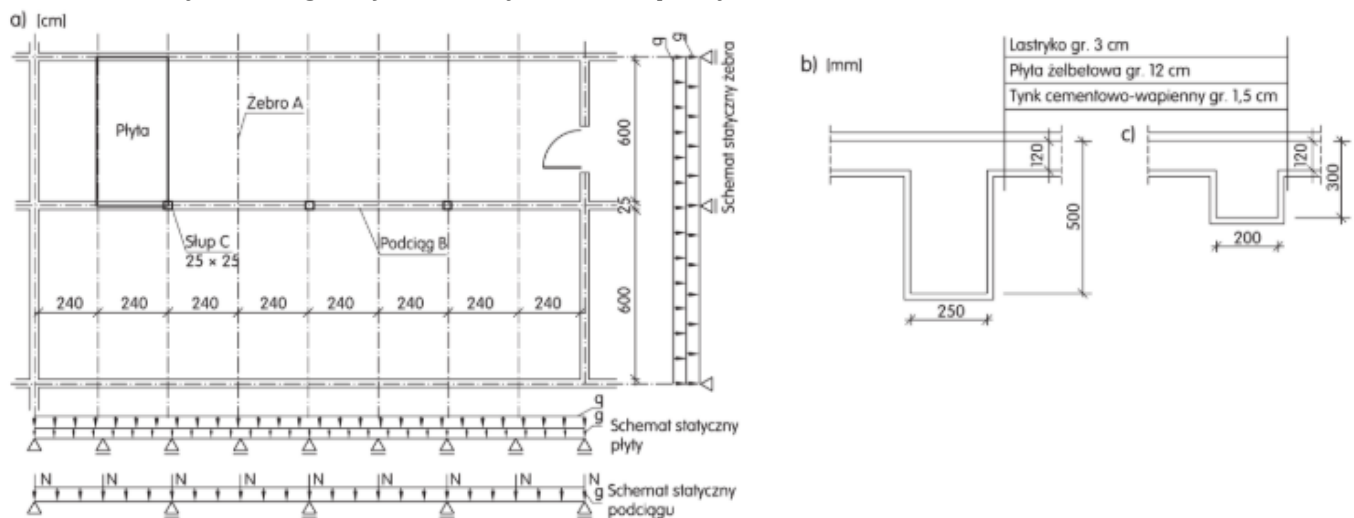 a) [cm]
Płyta
Żebro A
Słup C
25 × 25
Podciąg B
240 240 240 240 240 240 240 240
600
25
600
q
g
Schemat statyczny żebra
q
g
Schemat statyczny
płyty
N N N N N N N N N
g
Schemat statyczny
podciągu
b) [mm]
Lastryko gr. 3 cm
Płyta żelbetowa gr. 12 cm
Tynk cementowo-wapienny gr. 1,5 cm
120
500
250
c)
120
300
200